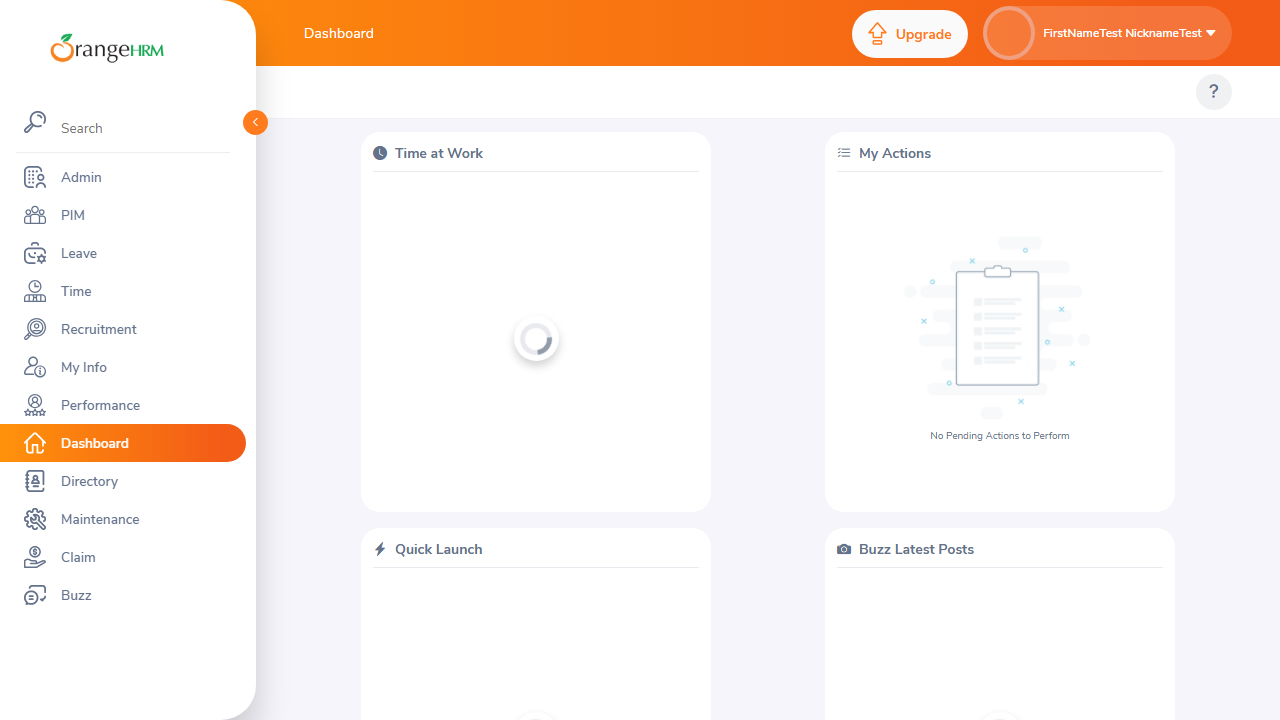 OrangeHRM
Search
Admin
PIM
Leave
Time
Recruitment
My Info
Performance
Dashboard
Directory
Maintenance
Claim
Buzz
Dashboard
Upgrade
FirstNameTest NicknameTest
?
Time at Work
My Actions
No Pending Actions to Perform
Quick Launch
Buzz Latest Posts